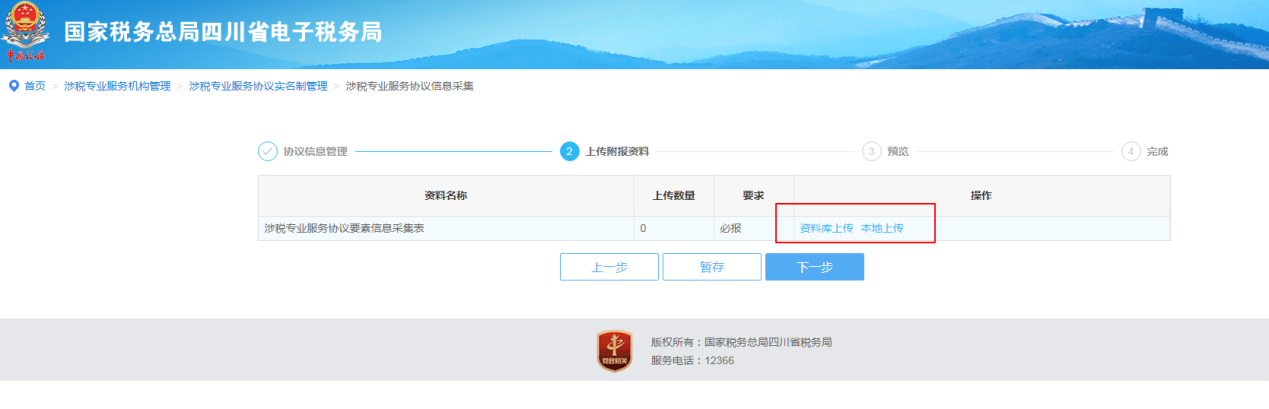 国家税务总局四川省电子税务局
中国税务
首页 > 涉税专业服务机构管理 > 涉税专业服务协议实名制管理 > 涉税专业服务协议信息采集
协议信息管理 2 上传附报资料 3 预览 4 完成
资料名称 上传数量 要求 操作
涉税专业服务协议要素信息采集表 0 必报 资料库上传 本地上传
上一步 暂存 下一步
版权所有：国家税务总局四川省税务局
党政机关
服务电话：12366